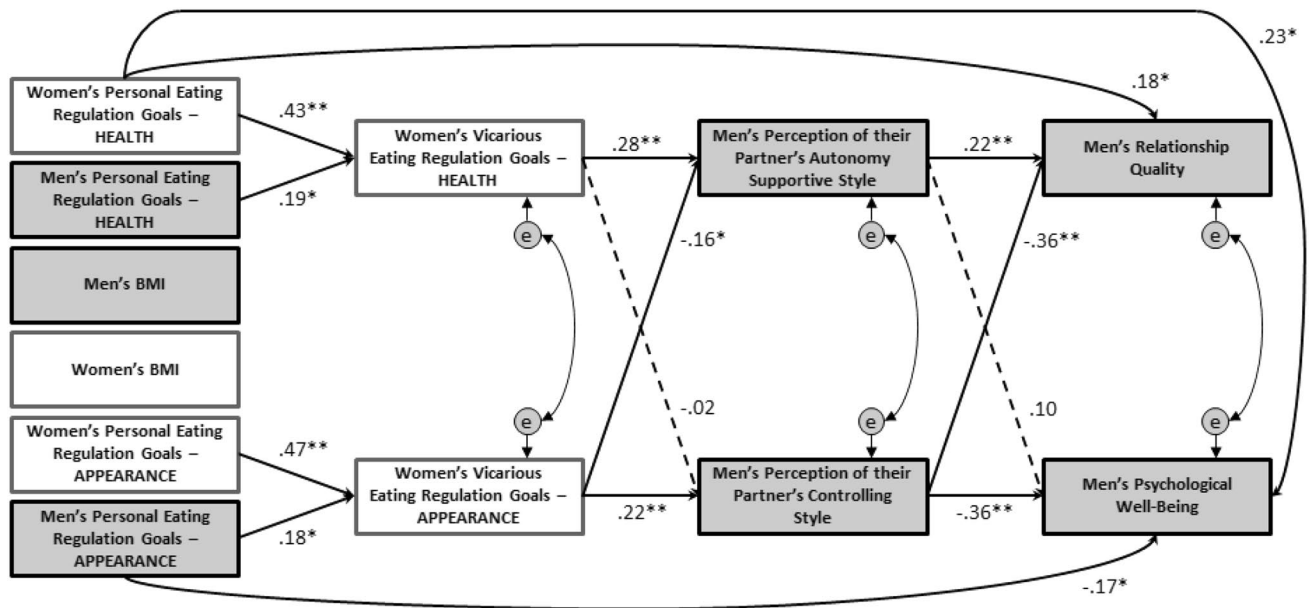 .23*
.18*
Women's Personal Eating
Regulation Goals –
HEALTH
.43**
Men's Personal Eating
Regulation Goals –
HEALTH
.19*
Men's BMI
Women's BMI
Women's Personal Eating
Regulation Goals –
APPEARANCE
.47**
Men's Personal Eating
Regulation Goals –
APPEARANCE
.18*
Women's Vicarious
Eating Regulation Goals –
HEALTH
e
.28**
-.16*
-.02
e
Women's Vicarious
Eating Regulation Goals –
APPEARANCE
.22**
Men's Perception of their
Partner's Autonomy
Supportive Style
e
.22**
-.36**
.10
e
Men's Perception of their
Partner's Controlling
Style
-.36**
Men's Relationship
Quality
e
e
Men's Psychological
Well-Being
-.17*